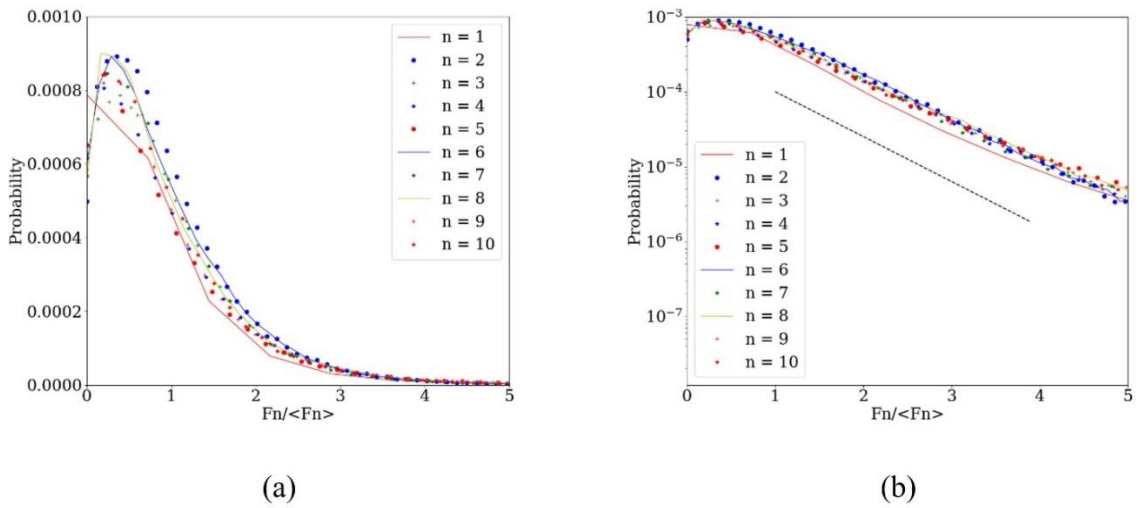 0.0010
0.0008
0.0006
0.0004
0.0002
0.0000
Probability
0 1 2 3 4 5
Fn/<Fn>
n = 1
n = 2
n = 3
n = 4
n = 5
n = 6
n = 7
n = 8
n = 9
n = 10
(a)
10⁻³
10⁻⁴
10⁻⁵
10⁻⁶
10⁻⁷
Probability
0 1 2 3 4 5
Fn/<Fn>
n = 1
n = 2
n = 3
n = 4
n = 5
n = 6
n = 7
n = 8
n = 9
n = 10
(b)